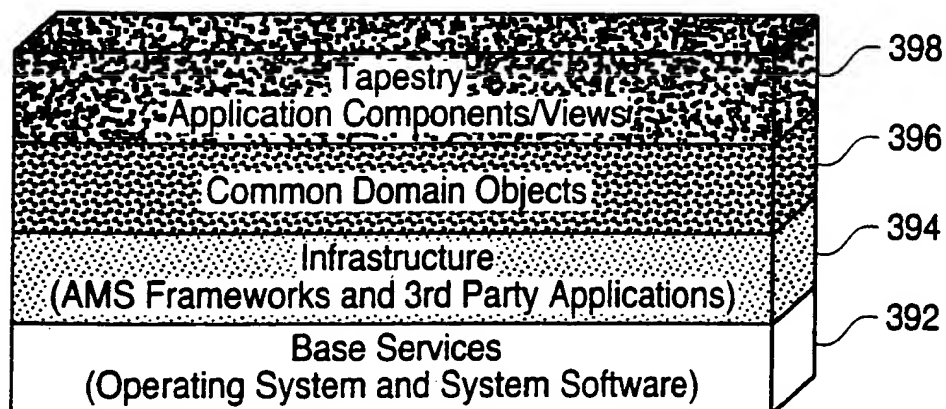 Tapestry
Application Components/Views
398
Common Domain Objects
396
Infrastructure
(AMS Frameworks and 3rd Party Applications)
394
Base Services
(Operating System and System Software)
392